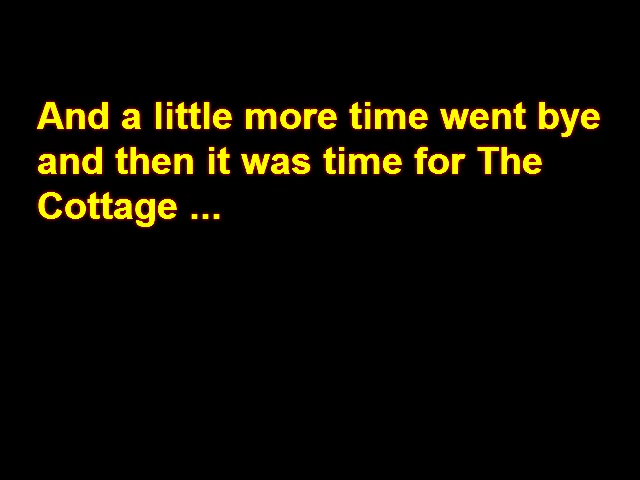 And a little more time went bye
and then it was time for The
Cottage ...